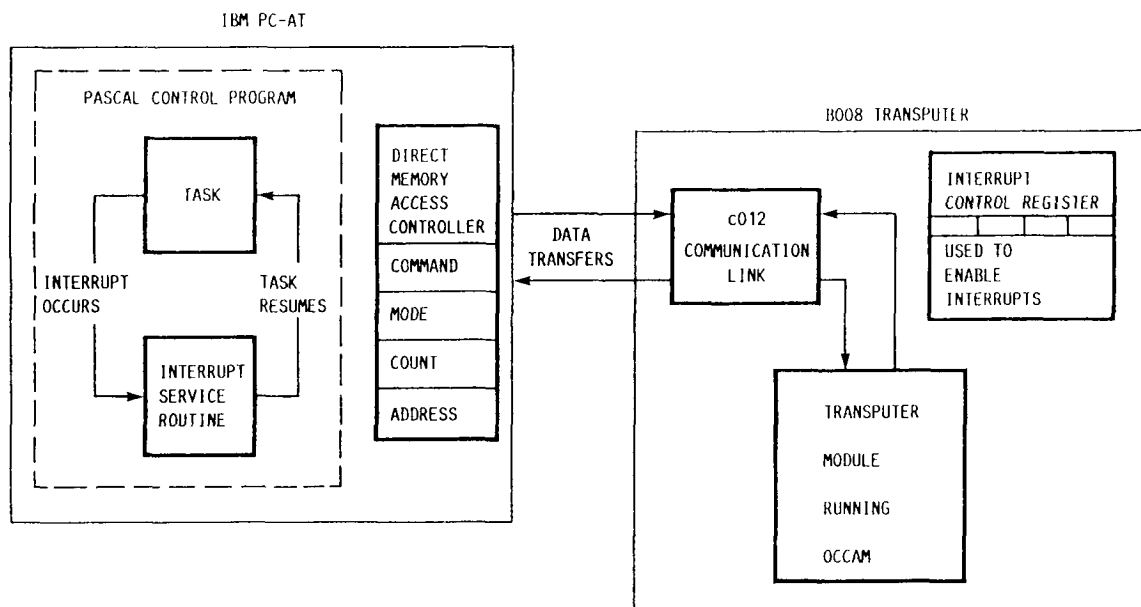 IBM PC-AT
PASCAL CONTROL PROGRAM
TASK
INTERRUPT
OCCURS
TASK
RESUMES
INTERRUPT
SERVICE
ROUTINE
DIRECT
MEMORY
ACCESS
CONTROLLER
COMMAND
MODE
COUNT
ADDRESS
DATA
TRANSFERS
B008 TRANSPUTER
c012
COMMUNICATION
LINK
INTERRUPT
CONTROL REGISTER
USED TO
ENABLE
INTERRUPTS
TRANSPUTER
MODULE
RUNNING
OCCAM